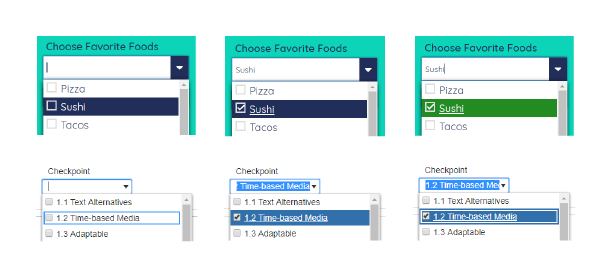 Choose Favorite Foods
Pizza
Sushi
Tacos
Choose Favorite Foods
Sushi
Pizza
Sushi
Tacos
Choose Favorite Foods
Sushi
Pizza
Sushi
Tacos
Checkpoint
1.1 Text Alternatives
1.2 Time-based Media
1.3 Adaptable
Checkpoint
Time-based Media
1.1 Text Alternatives
1.2 Time-based Media
1.3 Adaptable
Checkpoint
1.2 Time-based Me
1.1 Text Alternatives
1.2 Time-based Media
1.3 Adaptable